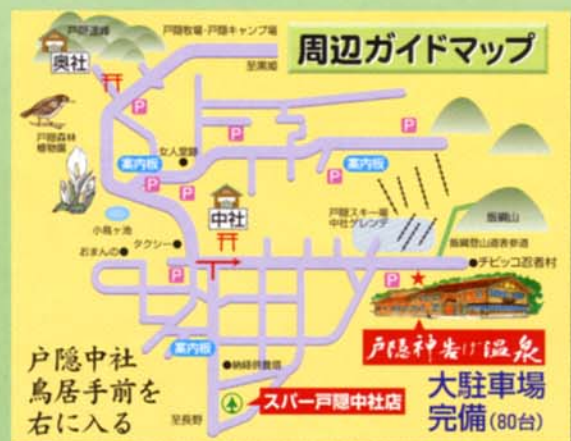 周辺ガイドマップ
戸隠連峰
戸隠牧場・戸隠キャンプ場
奥社
至黒姫
P
戸隠森林
植物園
女人堂跡
P
P
案内板
案内板
P
P
P
中社
小鳥ヶ池
戸隠スキー場
中社ゲレンデ
飯綱山
おまんの
タクシー
飯綱登山道表参道
チビッコ忍者村
P
P
戸隠神告げ温泉
案内板
戸隠中社
鳥居手前を
右に入る
納経供養塔
スパー戸隠中社店
至長野
大駐車場
完備(80台)